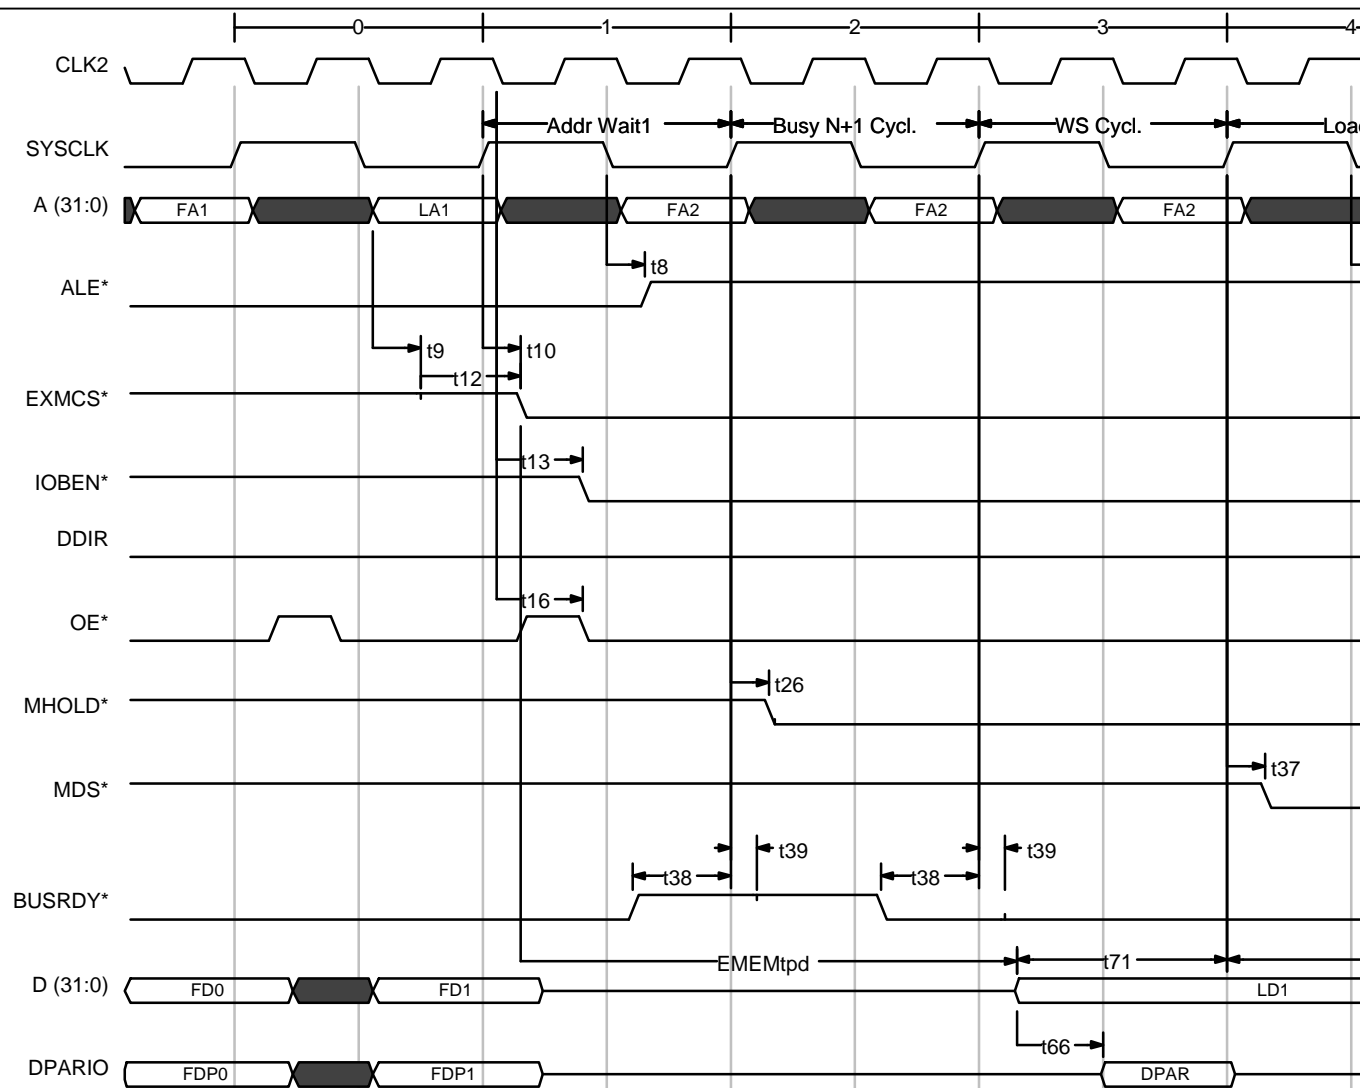 0 1 2 3 4
CLK2
Addr Wait1 Busy N+1 Cycl. WS Cycl. Loa
SYSCLK
A (31:0) FA1 LA1 FA2 FA2 FA2
t8
ALE*
t9 t10
t12
EXMCS*
t13
IOBEN*
DDIR
t16
OE*
t26
MHOLD*
t37
MDS*
t39 t39
t38 t38
BUSRDY*
EMEMtpd t71
D (31:0) FD0 FD1 LD1
t66
DPARIO FDP0 FDP1 DPAR